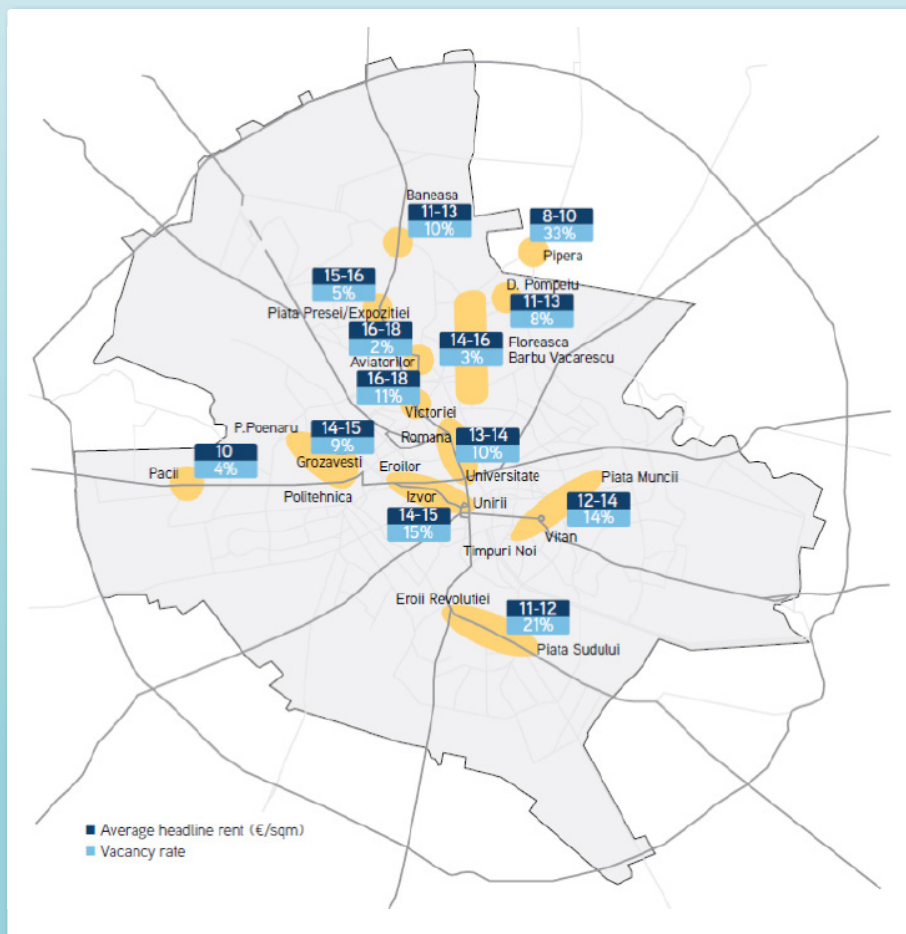 Baneasa
11-13
10%
8-10
33%
Pipera
15-16
5%
Piata Presei/Expozitiei
D. Pompeiu
11-13
8%
16-18
2%
Aviatorilor
14-16
3%
Floreasca
Barbu Vacarescu
16-18
11%
Victoriei
P.Poenaru
14-15
9%
Grozavesti
Romana
13-14
10%
Universitate
10
4%
Pacii
Politehnica
Eroilor
Izvor
14-15
15%
Unirii
Piata Muncii
12-14
14%
Vitan
Timpuri Noi
Eroii Revolutiei
11-12
21%
Piata Sudului
Average headline rent (€/sqm)
Vacancy rate